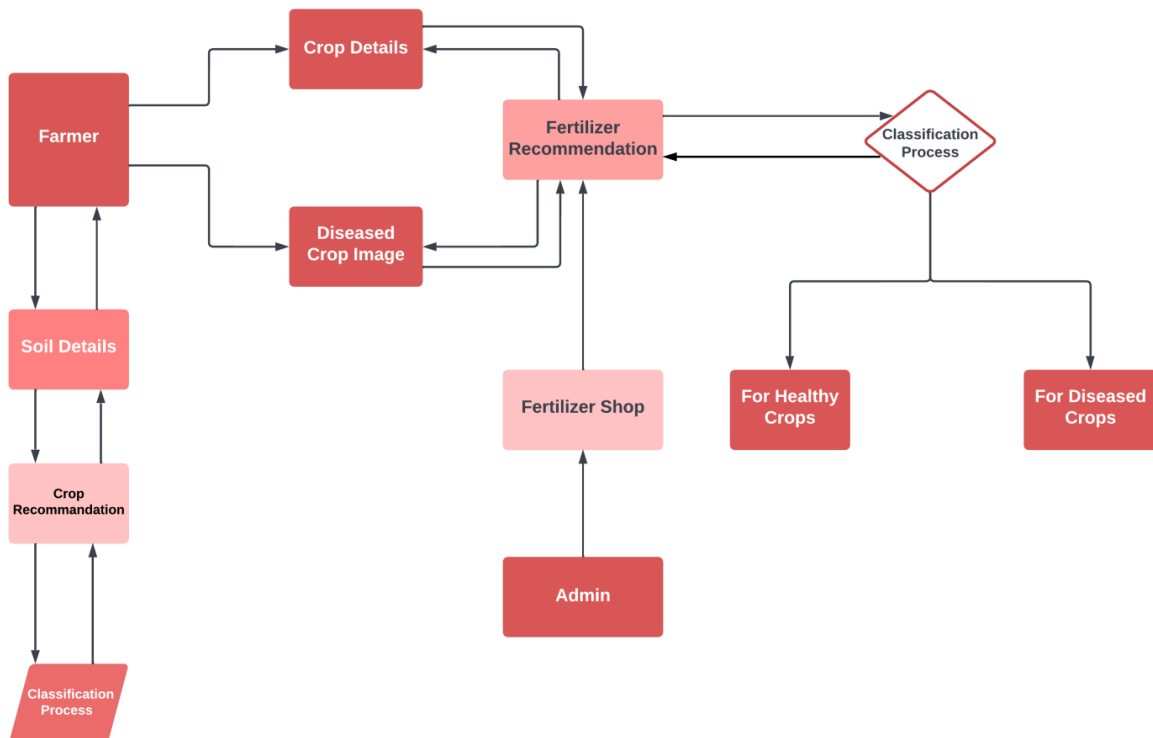 Crop Details
Farmer
Fertilizer
Recommendation
Classification
Process
Diseased
Crop Image
Soil Details
Fertilizer Shop
For Healthy
Crops
For Diseased
Crops
Crop
Recommandation
Admin
Classification
Process